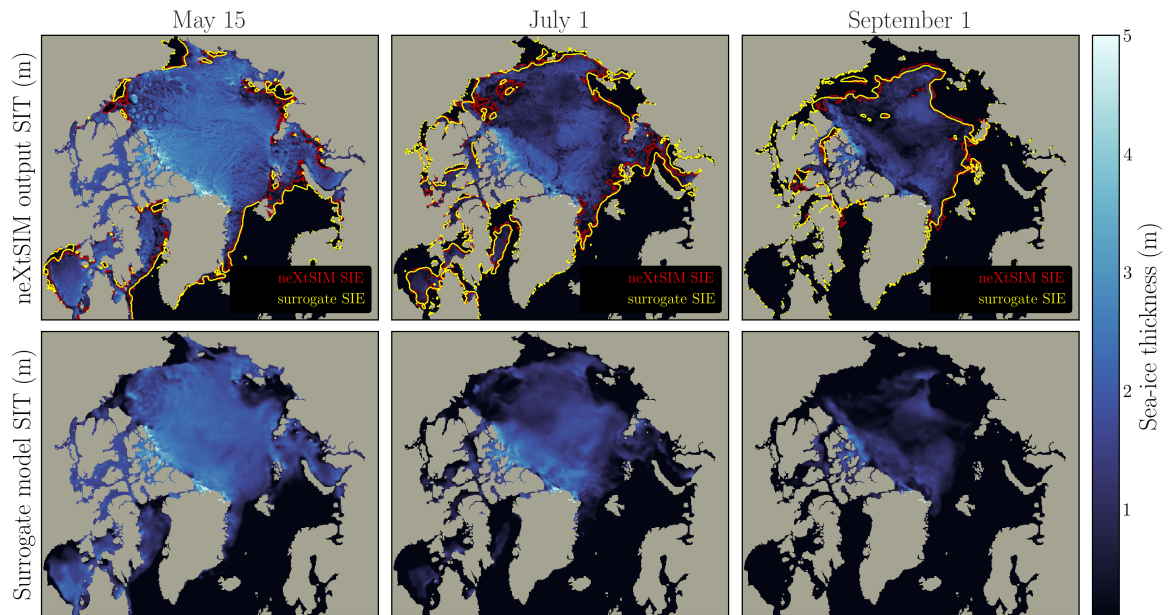 May 15
July 1
September 1
neXtSIM output SIT (m)
neXtSIM SIE
surrogate SIE
neXtSIM SIE
surrogate SIE
neXtSIM SIE
surrogate SIE
Surrogate model SIT (m)
5
4
3
2
1
Sea-ice thickness (m)